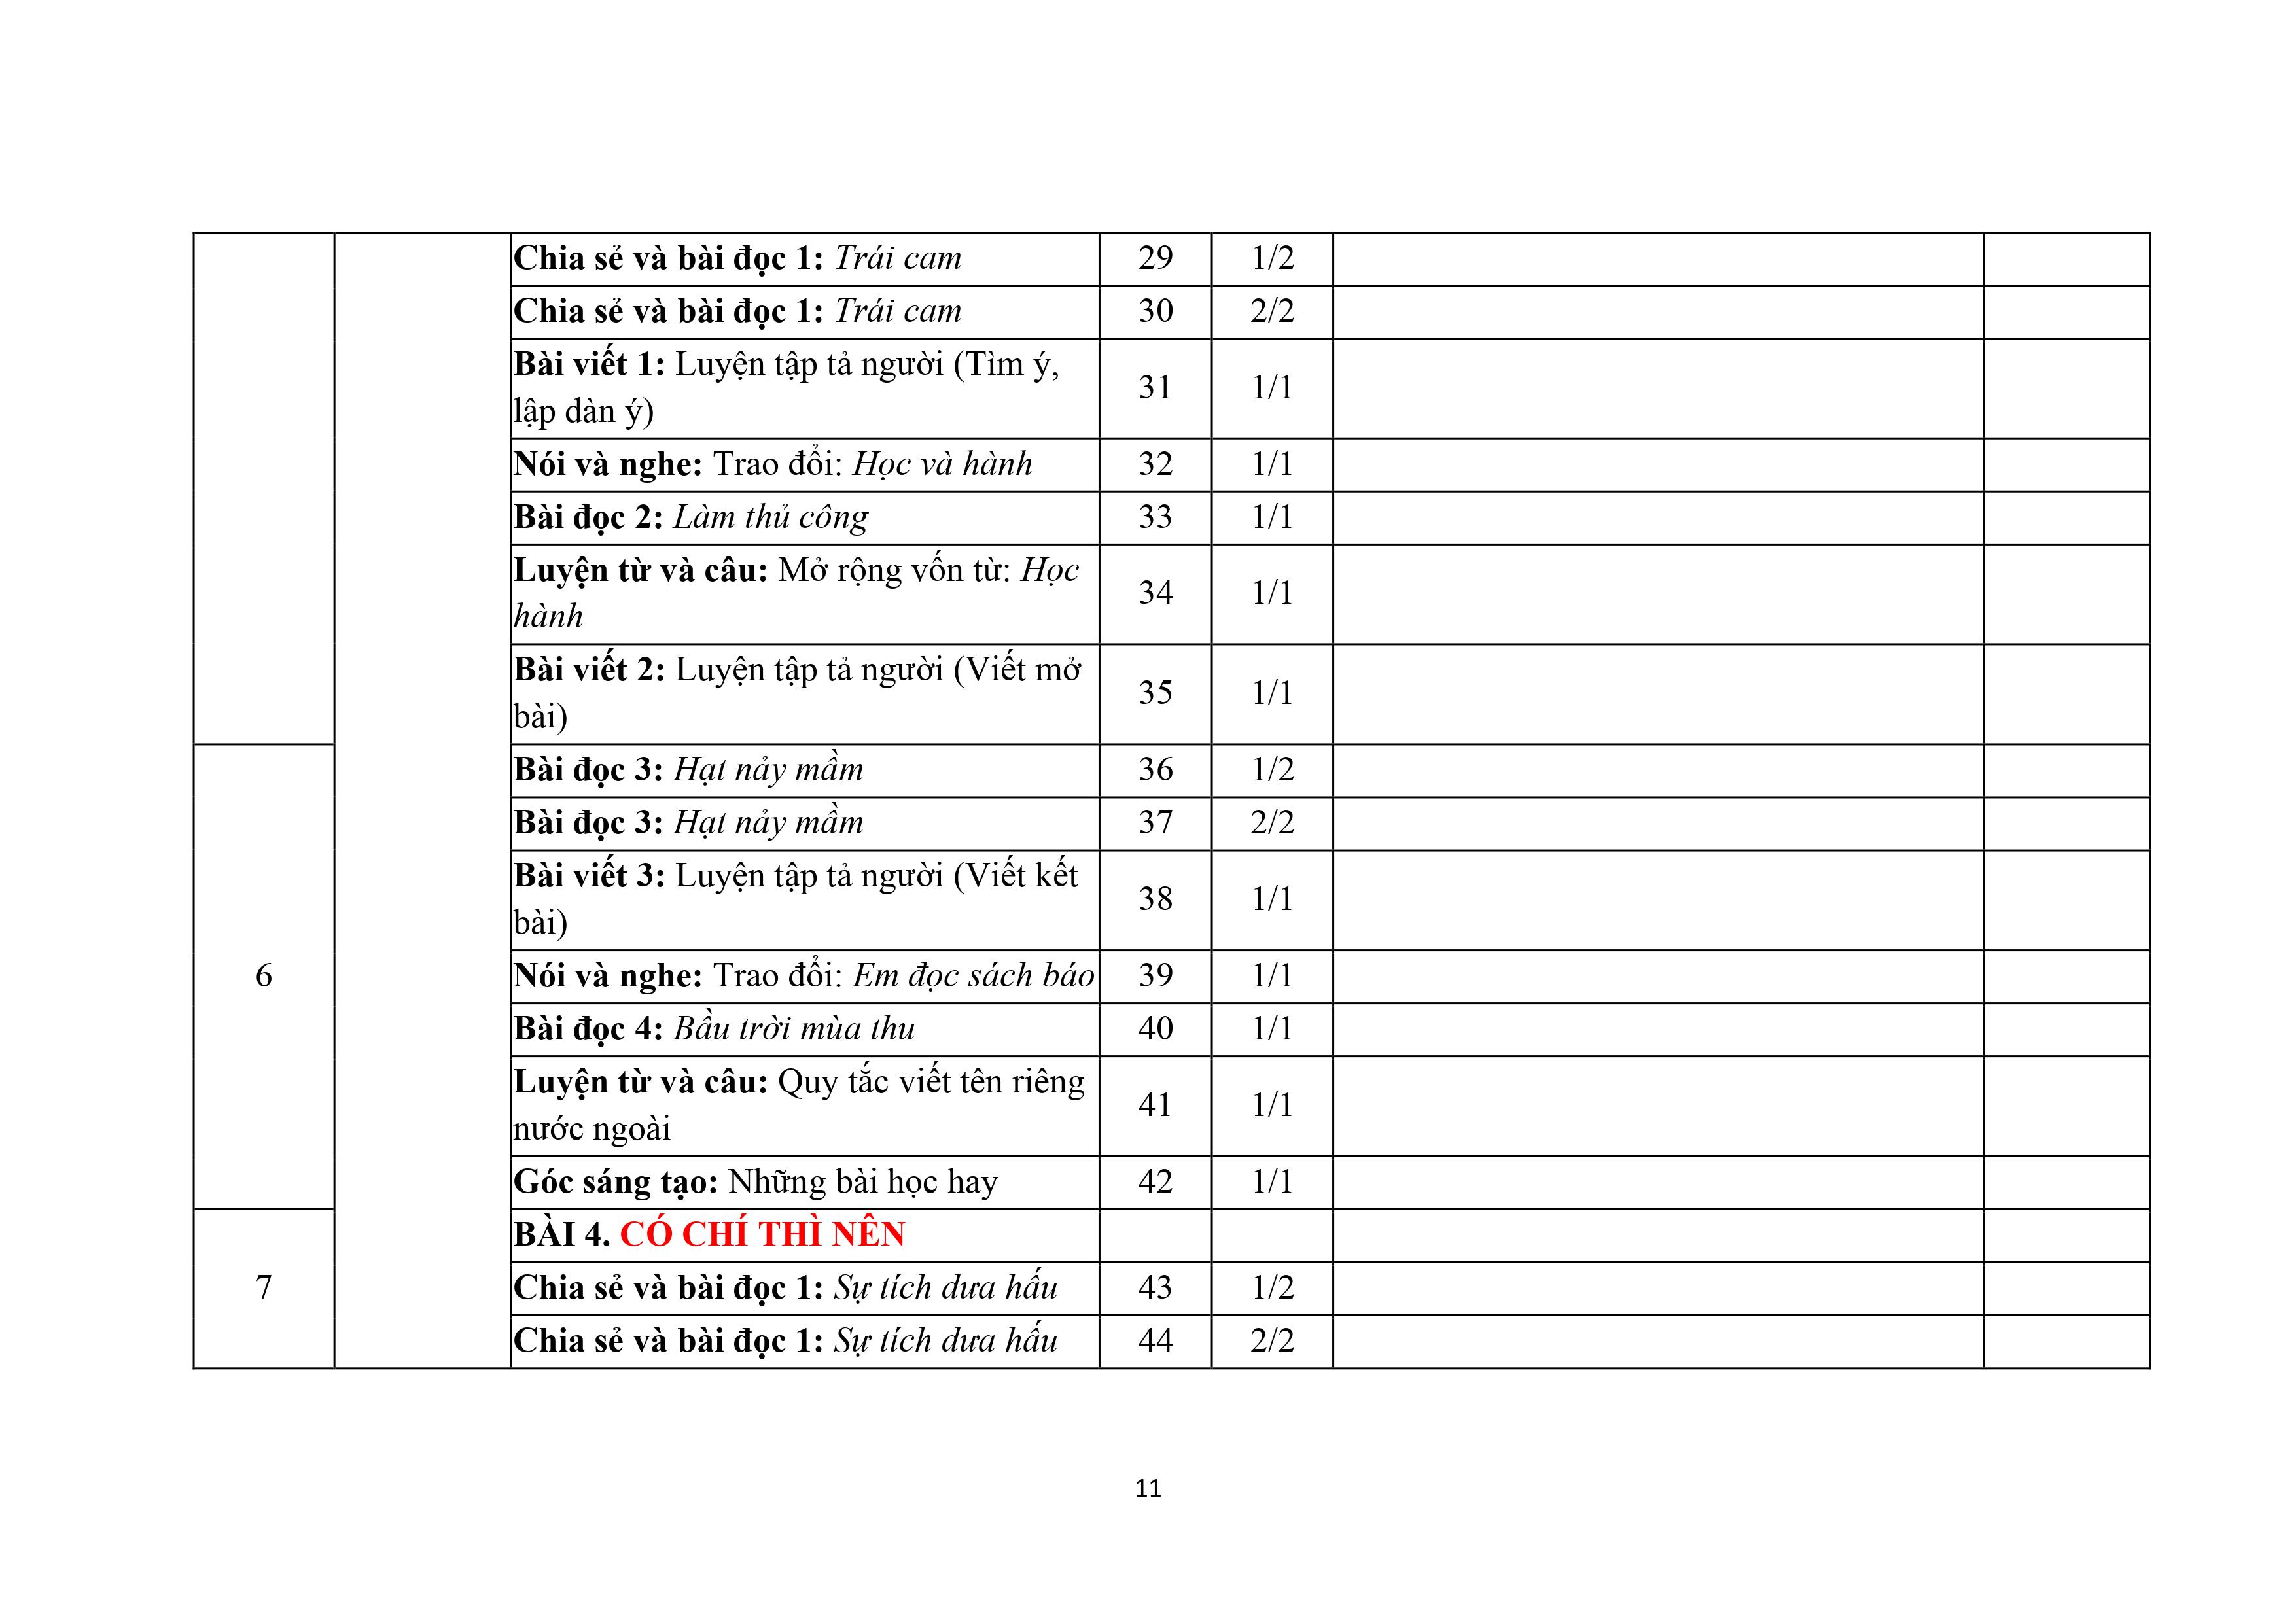 Chia sẻ và bài đọc 1: Trái cam 29 1/2
Chia sẻ và bài đọc 1: Trái cam 30 2/2
Bài viết 1: Luyện tập tả người (Tìm ý,
lập dàn ý) 31 1/1
Nói và nghe: Trao đổi: Học và hành 32 1/1
Bài đọc 2: Làm thủ công 33 1/1
Luyện từ và câu: Mở rộng vốn từ: Học
hành 34 1/1
Bài viết 2: Luyện tập tả người (Viết mở
bài) 35 1/1
Bài đọc 3: Hạt nảy mầm 36 1/2
Bài đọc 3: Hạt nảy mầm 37 2/2
Bài viết 3: Luyện tập tả người (Viết kết
bài) 38 1/1
6 Nói và nghe: Trao đổi: Em đọc sách báo 39 1/1
Bài đọc 4: Bầu trời mùa thu 40 1/1
Luyện từ và câu: Quy tắc viết tên riêng
nước ngoài 41 1/1
Góc sáng tạo: Những bài học hay 42 1/1
BÀI 4. CÓ CHÍ THÌ NÊN
7 Chia sẻ và bài đọc 1: Sự tích dưa hấu 43 1/2
Chia sẻ và bài đọc 1: Sự tích dưa hấu 44 2/2
11